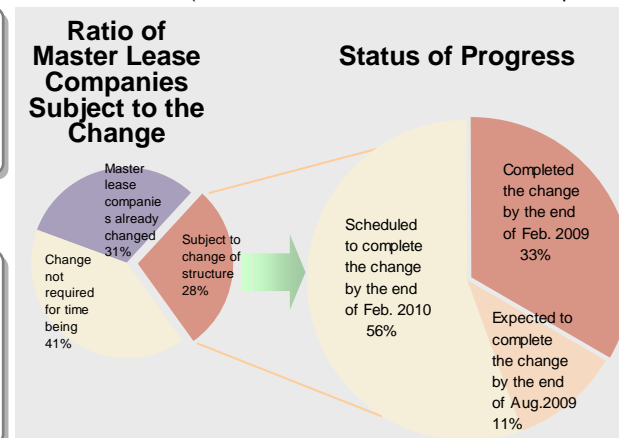 Ratio of
Master Lease
Companies
Subject to the
Change
Status of Progress
Master
lease
companie
s already
changed
31%
Subject to
change of
structure
28%
Change
not
required
for time
being
41%
Scheduled
to complete
the change
by the end
of Feb. 2010
56%
Completed
the change
by the end
of Feb. 2009
33%
Expected to
complete
the change
by the end
of Aug.2009
11%